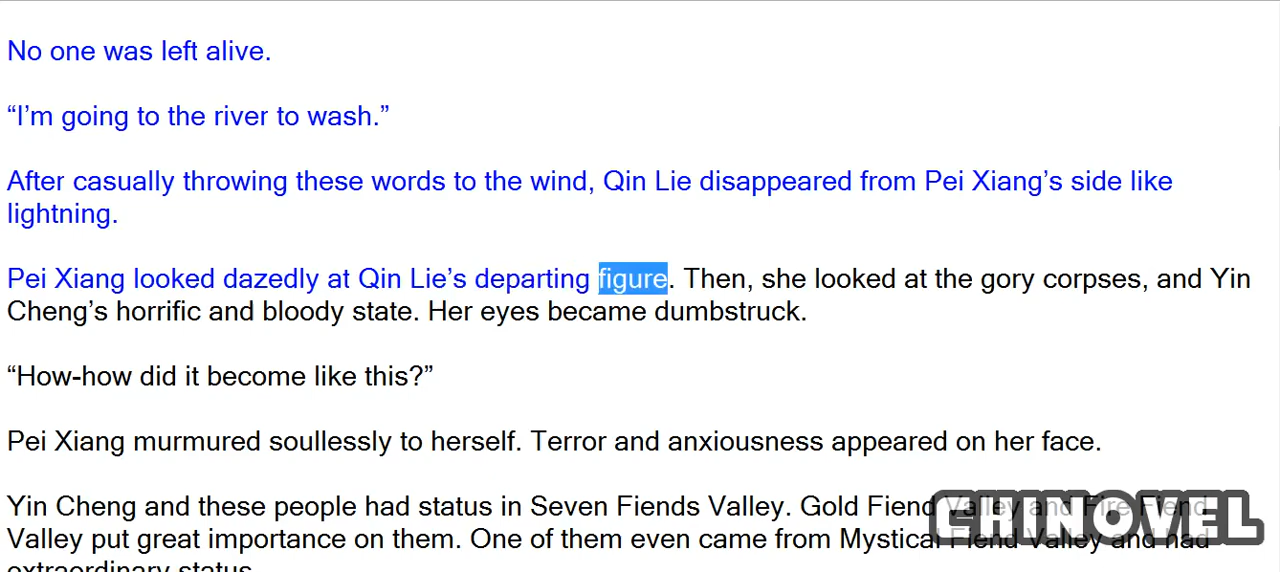 No one was left alive.
“I’m going to the river to wash.”
After casually throwing these words to the wind, Qin Lie disappeared from Pei Xiang’s side like
lightning.
Pei Xiang looked dazedly at Qin Lie’s departing figure. Then, she looked at the gory corpses, and Yin
Cheng’s horrific and bloody state. Her eyes became dumbstruck.
“How-how did it become like this?”
Pei Xiang murmured soullessly to herself. Terror and anxiousness appeared on her face.
Yin Cheng and these people had status in Seven Fiends Valley. Gold Fiend Valley and Fire Fiend
Valley put great importance on them. One of them even came from Mystical Fiend Valley and had
extraordinary status.
CHINOVEL